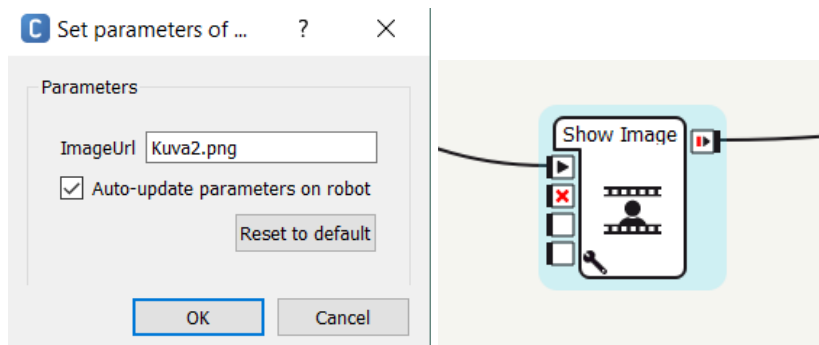 C Set parameters of ... ?
Parameters
ImageUrl Kuva2.png
Auto-update parameters on robot
Reset to default
OK Cancel
Show Image